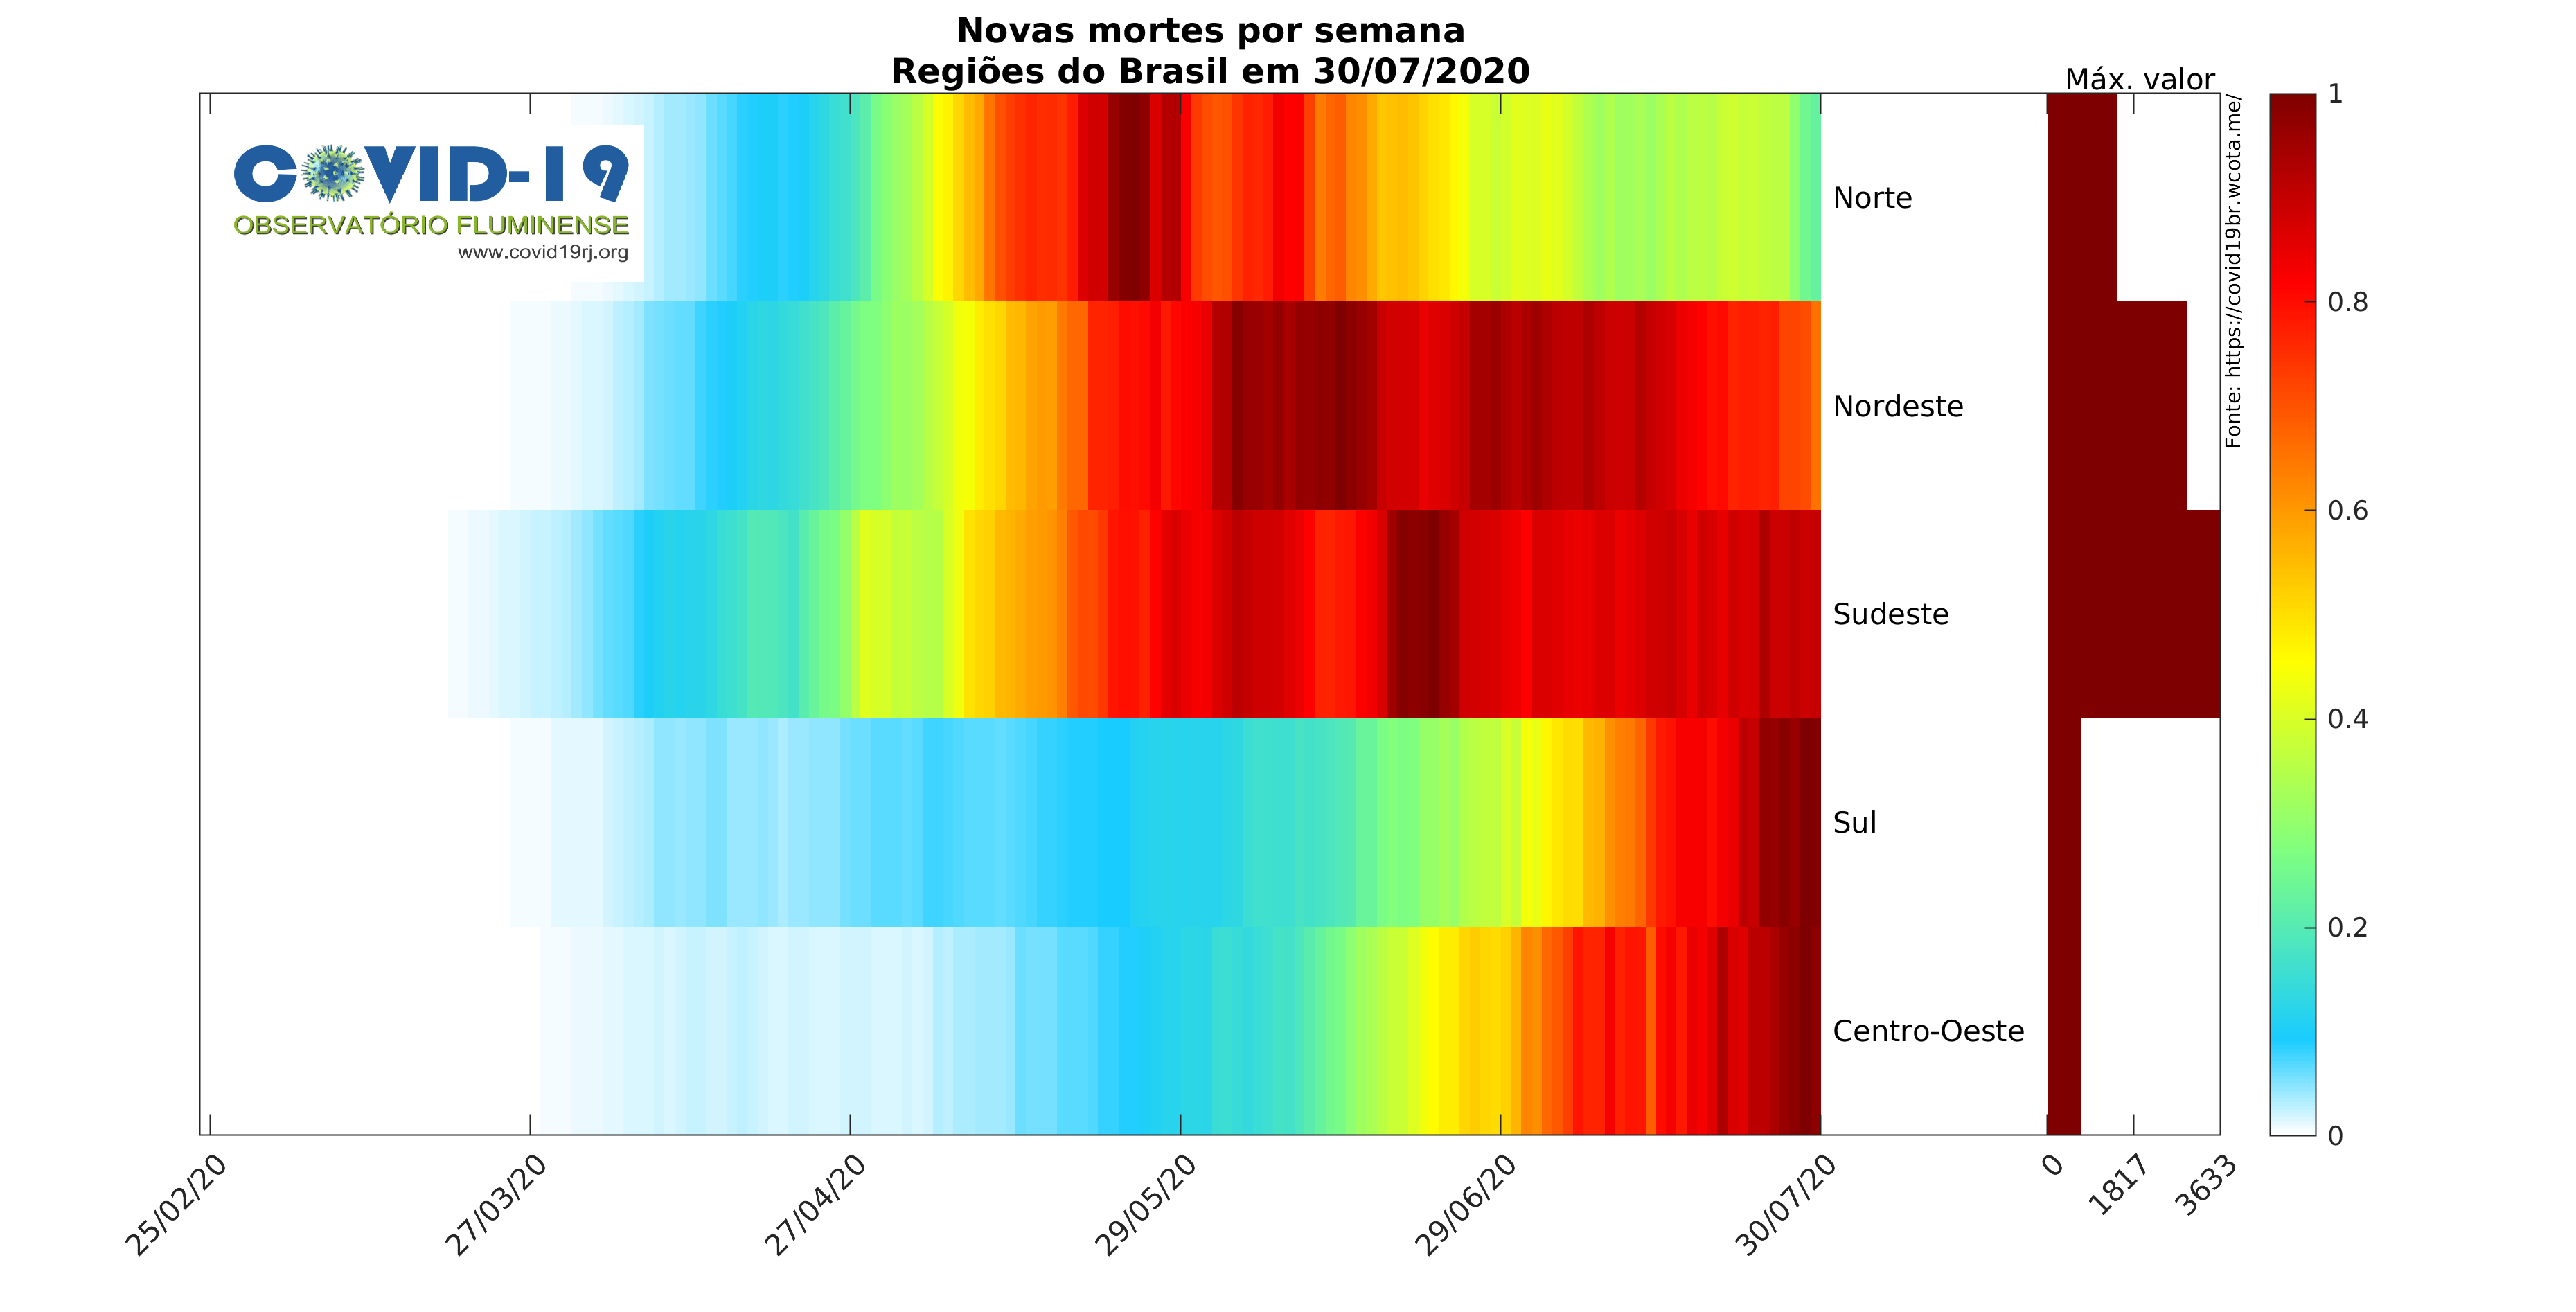 Novas mortes por semana
Regiões do Brasil em 30/07/2020
Máx. valor
COVID-19
OBSERVATÓRIO FLUMINENSE
www.covid19rj.org
Norte
Nordeste
Sudeste
Sul
Centro-Oeste
Fonte: https://covid19br.wcota.me/
1
0.8
0.6
0.4
0.2
0
25/02/20
27/03/20
27/04/20
29/05/20
29/06/20
30/07/20
0
1817
3633